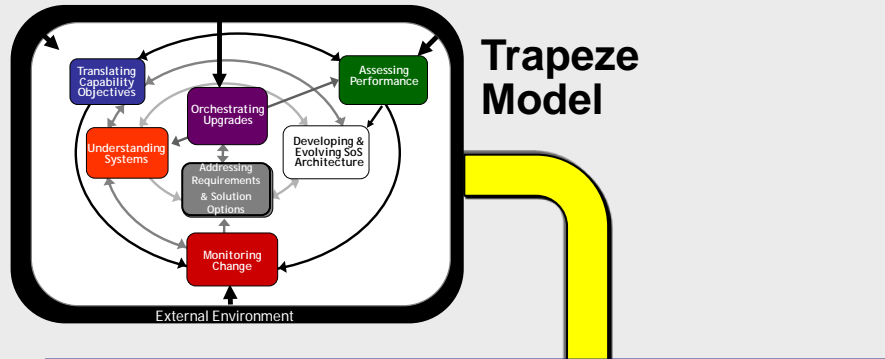 Trapeze
Model
Translating
Capability
Objectives
Assessing
Performance
Orchestrating
Upgrades
Understanding
Systems
Developing &
Evolving SoS
Architecture
Addressing
Requirements
& Solution
Options
Monitoring
Change
External Environment